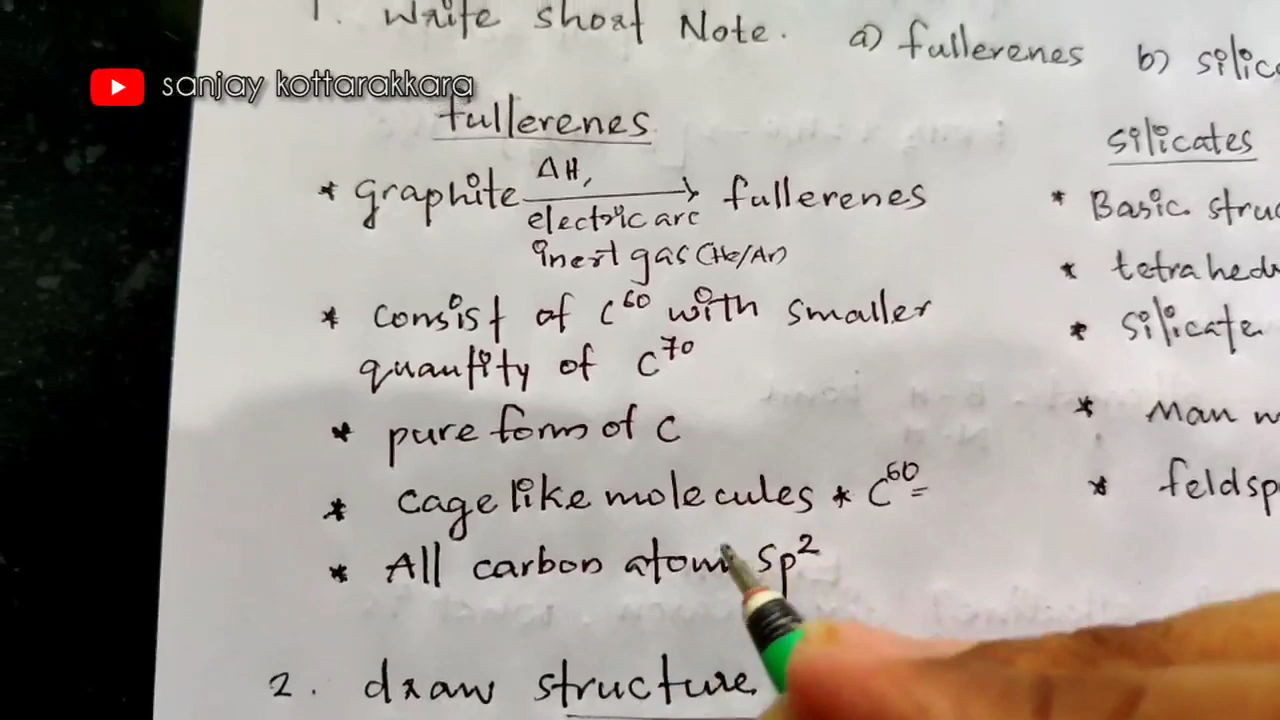 1. Write short Note. a) fullerenes b) silic
sanjay kottarakkara
fullerenes
* graphite ΔH, → fullerenes
electric arc
inert gas (He/Ar)
* consist of C⁶⁰ with smaller
quantity of C⁷⁰
* pure form of C
* cage like molecules * C⁶⁰
* All carbon atom sp²
silicates
* Basic struc
* tetrahed
* silicate
* Man
* feldsp
2. draw structure